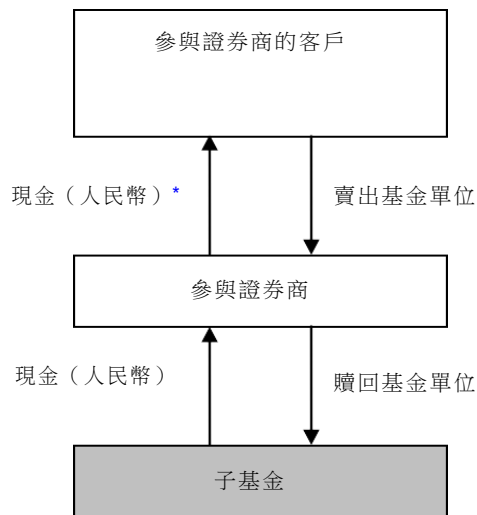 參與證券商的客戶
現金（人民幣）*
賣出基金單位
參與證券商
現金（人民幣）
贖回基金單位
子基金